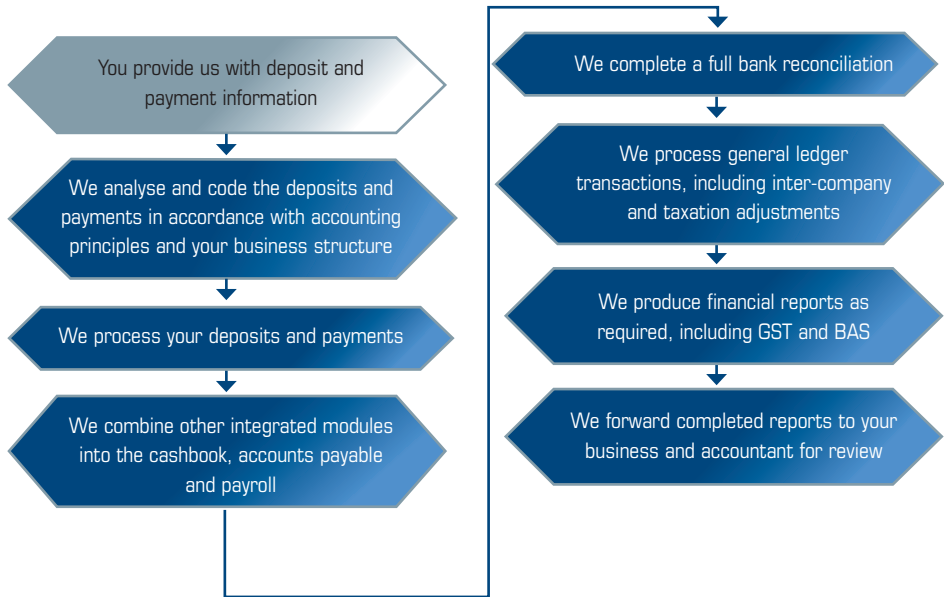 You provide us with deposit and
payment information
We analyse and code the deposits and
payments in accordance with accounting
principles and your business structure
We process your deposits and payments
We combine other integrated modules
into the cashbook, accounts payable
and payroll
We complete a full bank reconciliation
We process general ledger
transactions, including inter-company
and taxation adjustments
We produce financial reports as
required, including GST and BAS
We forward completed reports to your
business and accountant for review